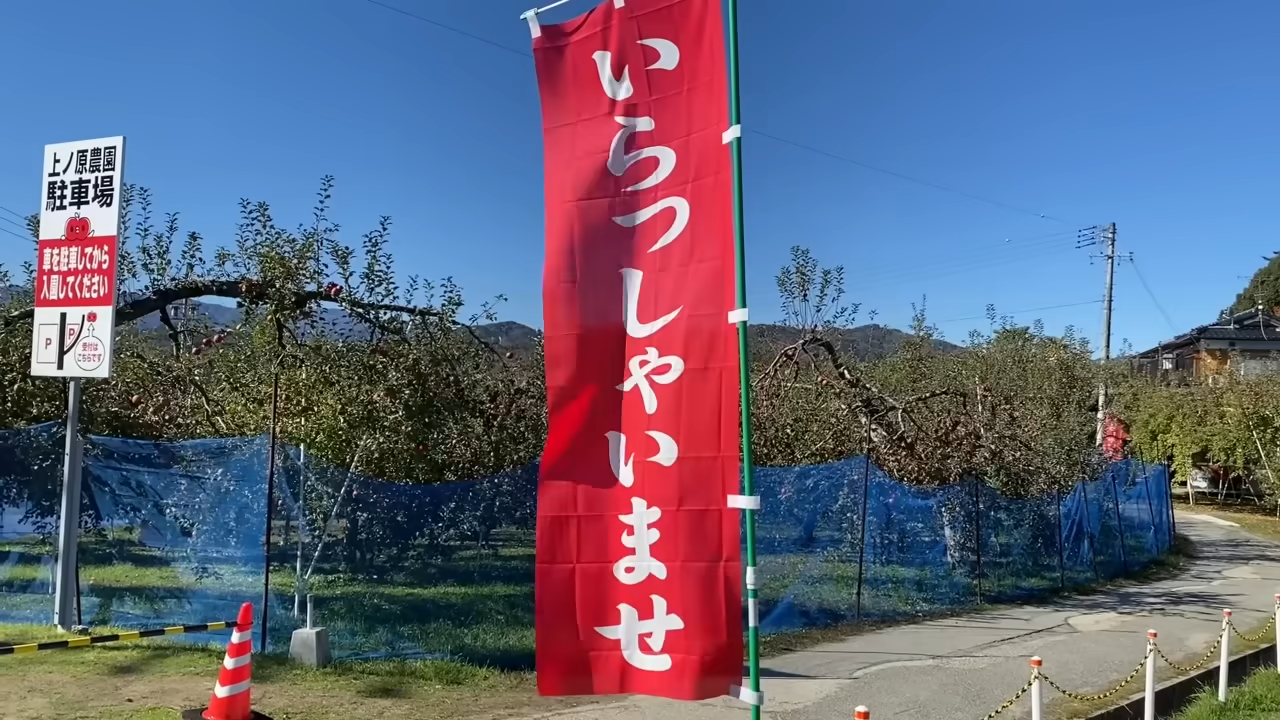 上ノ原農園
駐車場
車を駐車してから
入園してください
P
P
受付は
こちらです
いらっしゃいませ